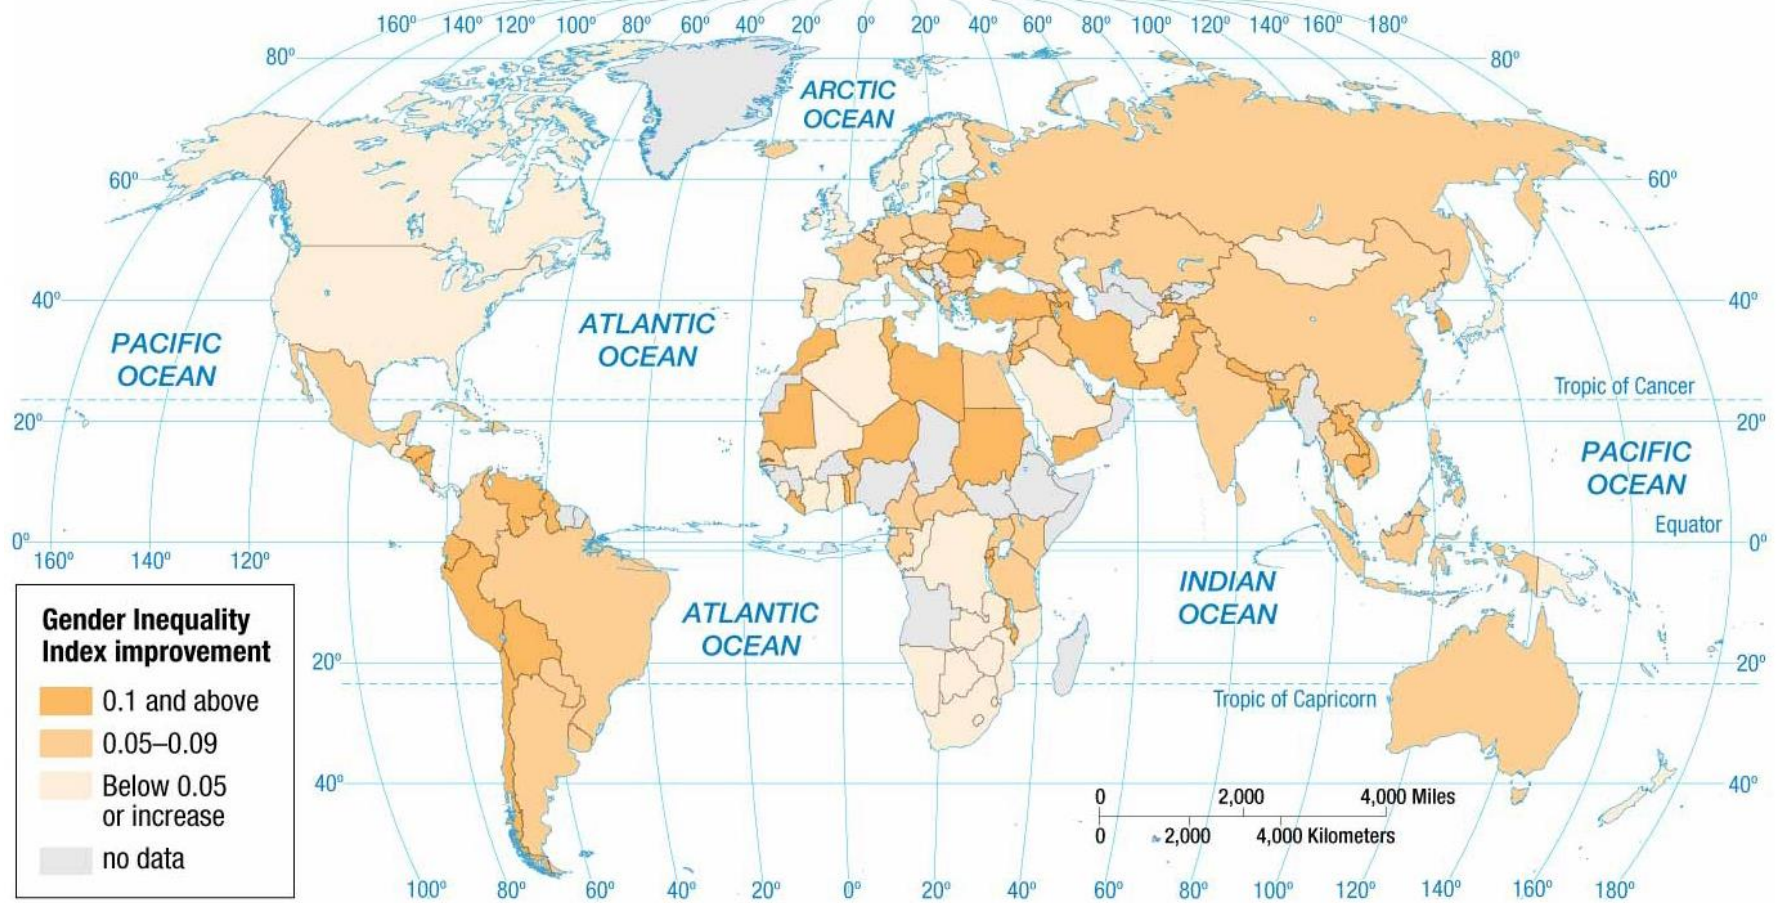 160° 140° 120° 100° 80° 60° 40° 20° 0° 20° 40° 60° 80° 100° 120° 140° 160° 180°
80° 80°
ARCTIC
OCEAN
60° 60°
40° 40°
PACIFIC
OCEAN
ATLANTIC
OCEAN
Tropic of Cancer
20° 20°
PACIFIC
OCEAN
Equator
0° 0°
160° 140° 120°
INDIAN
OCEAN
ATLANTIC
OCEAN
20° 20°
Tropic of Capricorn
40° 40°
Gender Inequality
Index improvement
0.1 and above
0.05–0.09
Below 0.05
or increase
no data
0 2,000 4,000 Miles
0 2,000 4,000 Kilometers
100° 80° 60° 40° 20° 0° 20° 40° 60° 80° 100° 120° 140° 160° 180°